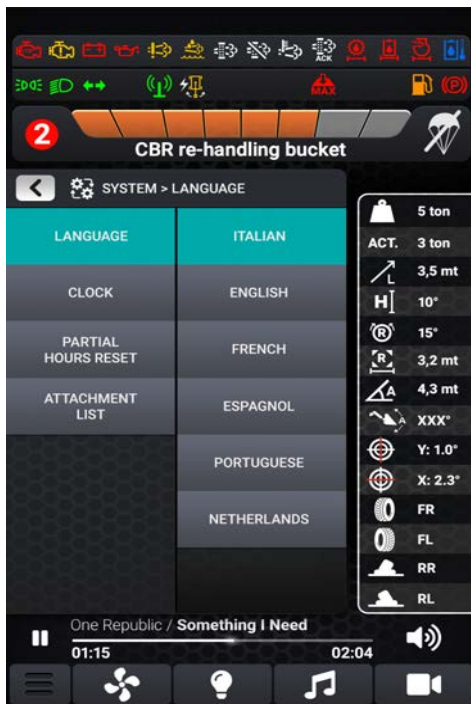 ACK
MAX
2
CBR re-handling bucket
SYSTEM > LANGUAGE
LANGUAGE
CLOCK
PARTIAL
HOURS RESET
ATTACHMENT
LIST
ITALIAN
ENGLISH
FRENCH
ESPAGNOL
PORTUGUESE
NETHERLANDS
5 ton
ACT. 3 ton
L 3,5 mt
H 10°
R 15°
R 3,2 mt
A 4,3 mt
A XXX°
Y: 1.0°
X: 2.3°
FR
FL
RR
RL
One Republic / Something I Need
01:15 02:04